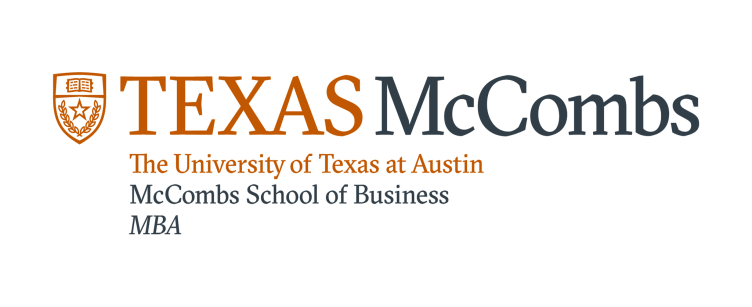 TEXAS McCombs
The University of Texas at Austin
McCombs School of Business
MBA